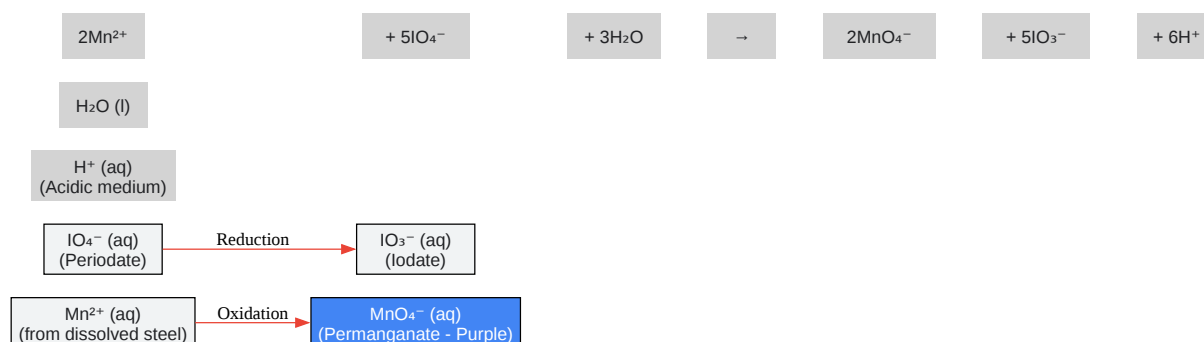 2Mn²⁺ + 5IO₄⁻ + 3H₂O → 2MnO₄⁻ + 5IO₃⁻ + 6H⁺
H₂O (l)
H⁺ (aq)
(Acidic medium)
IO₄⁻ (aq)
(Periodate)
Reduction
IO₃⁻ (aq)
(Iodate)
Mn²⁺ (aq)
(from dissolved steel)
Oxidation
MnO₄⁻ (aq)
(Permanganate - Purple)